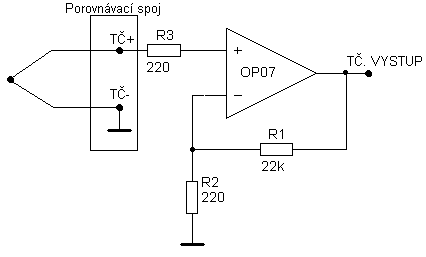 Porovnávací spoj
TČ+
R3
220
+
OP07
TČ. VYSTUP
TČ-
−
R1
22k
R2
220